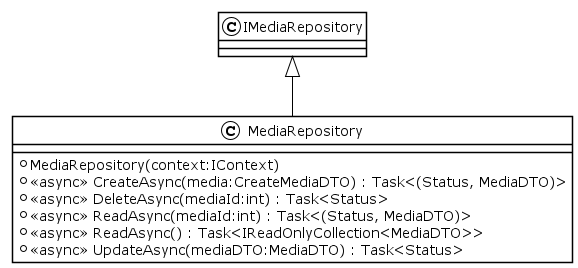 C IMediaRepository
C MediaRepository
MediaRepository(context:IContext)
«async» CreateAsync(media:CreateMediaDTO) : Task<(Status, MediaDTO)>
«async» DeleteAsync(mediaId:int) : Task<Status>
«async» ReadAsync(mediaId:int) : Task<(Status, MediaDTO)>
«async» ReadAsync() : Task<IReadOnlyCollection<MediaDTO>>
«async» UpdateAsync(mediaDTO:MediaDTO) : Task<Status>